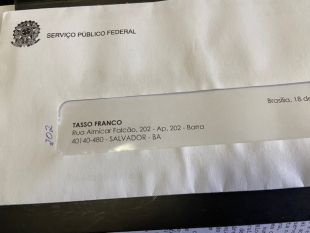 SERVIÇO PÚBLICO FEDERAL
Brasília, 18 de
TASSO FRANCO
Rua Almicar Falcão, 202 - Ap. 202 - Barra
40140-480 - SALVADOR - BA
202